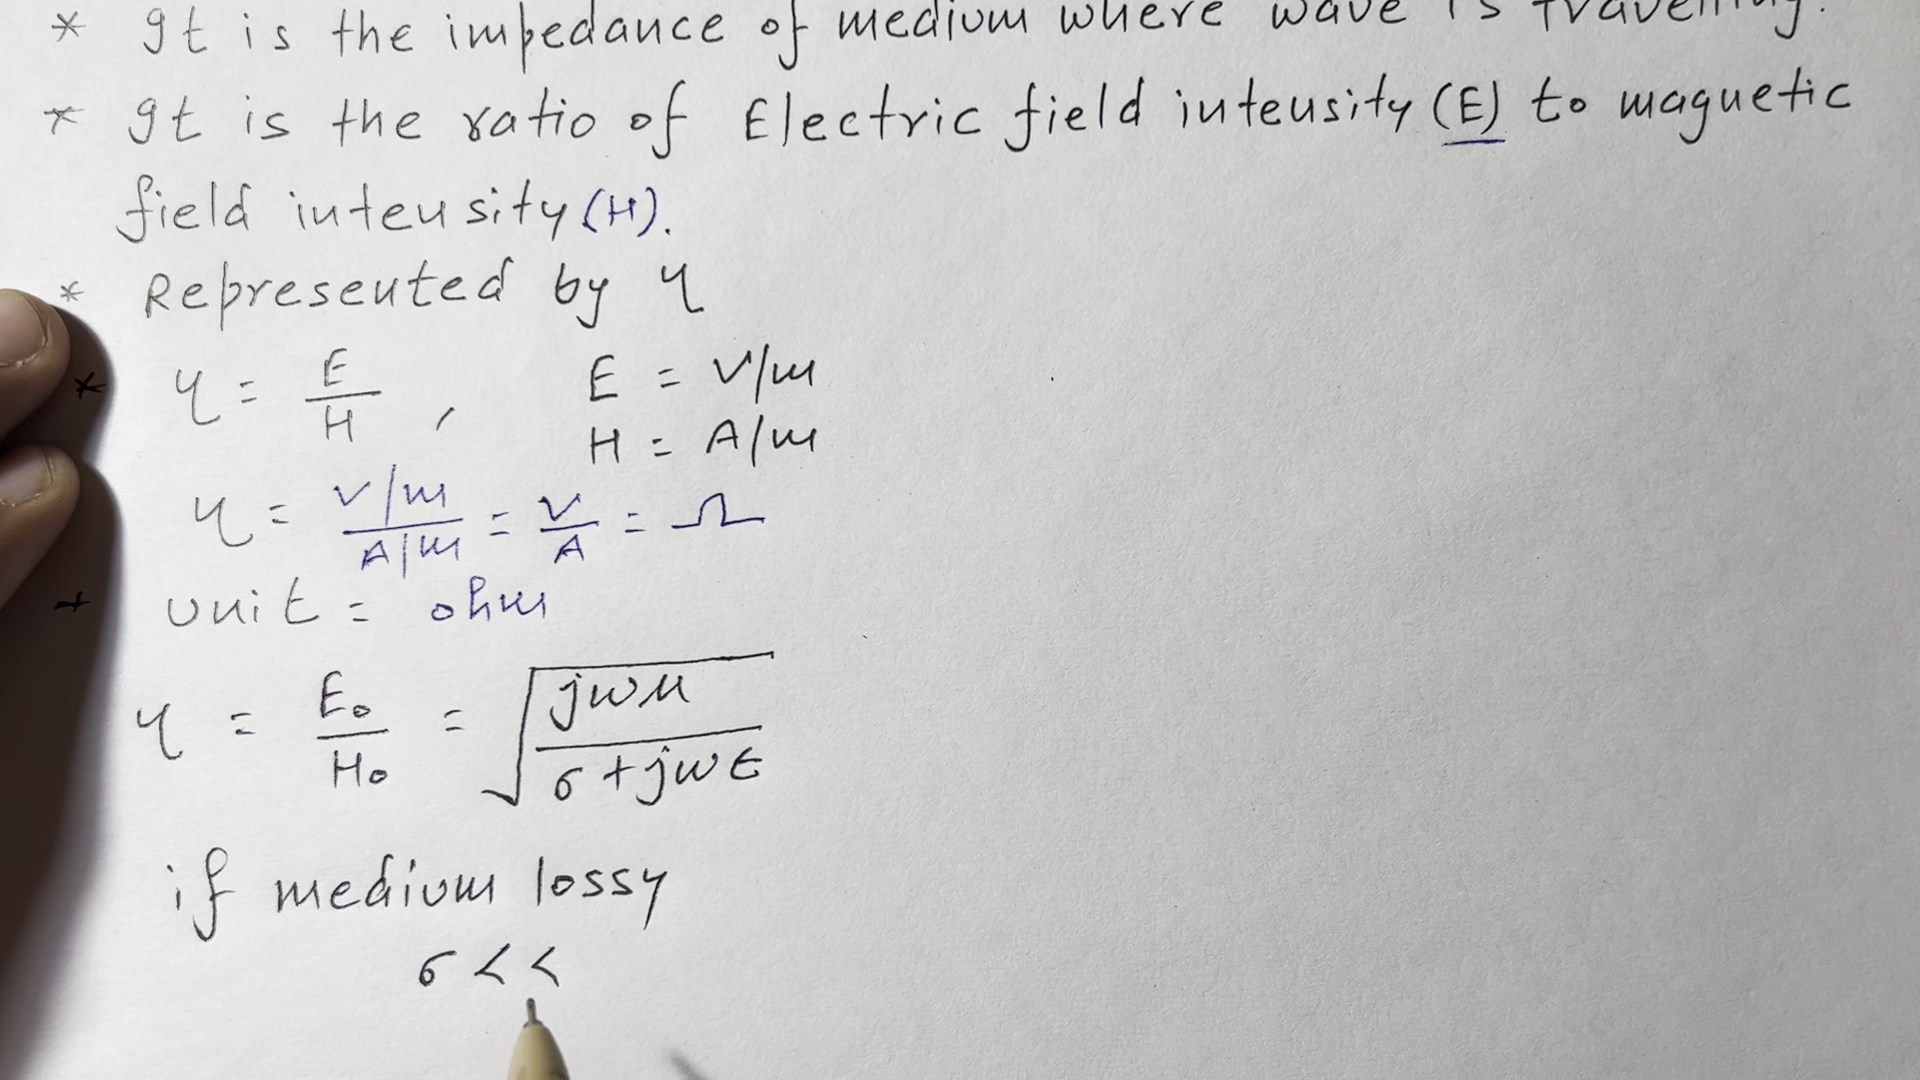 * It is the impedance of medium where wave is travelling.
* It is the ratio of Electric field intensity (E) to magnetic
field intensity (H).
* Represented by η
* η = E/H , E = V/m
H = A/m
η = V/m / A/m = V/A = Ω
* unit = ohm
η = E₀/H₀ = √(jωμ / σ+jωϵ)
if medium lossy
σ <<